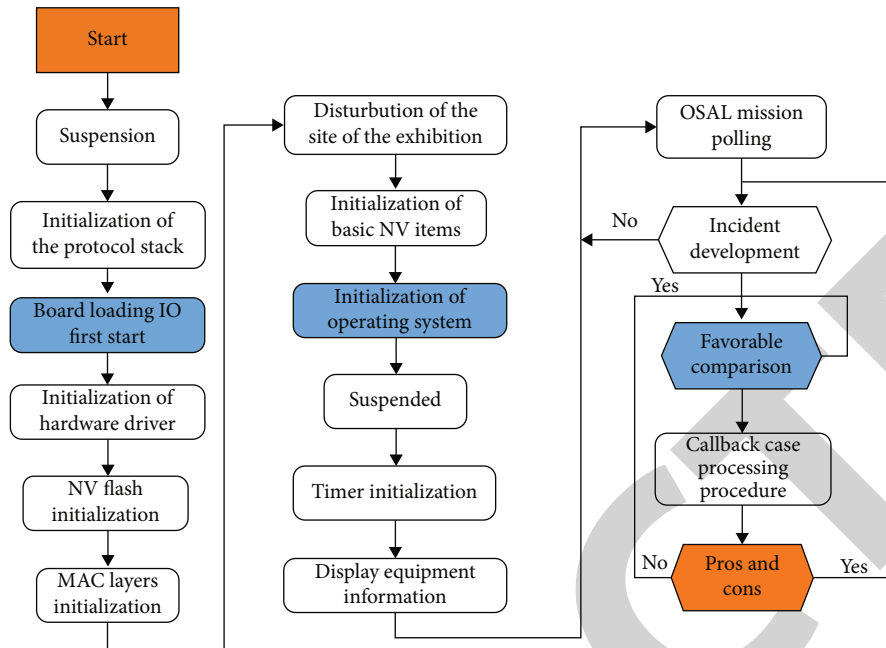 Start
Suspension
Initialization of
the protocol stack
Board loading IO
first start
Initialization of
hardware driver
NV flash
initialization
MAC layers
initialization
Disturbution of the
site of the exhibition
Initialization of
basic NV items
Initialization of
operating system
Suspended
Timer initialization
Display equipment
information
OSAL mission
polling
No
Incident
development
Yes
Favorable
comparison
Callback case
processing
procedure
No
Pros and
cons
Yes